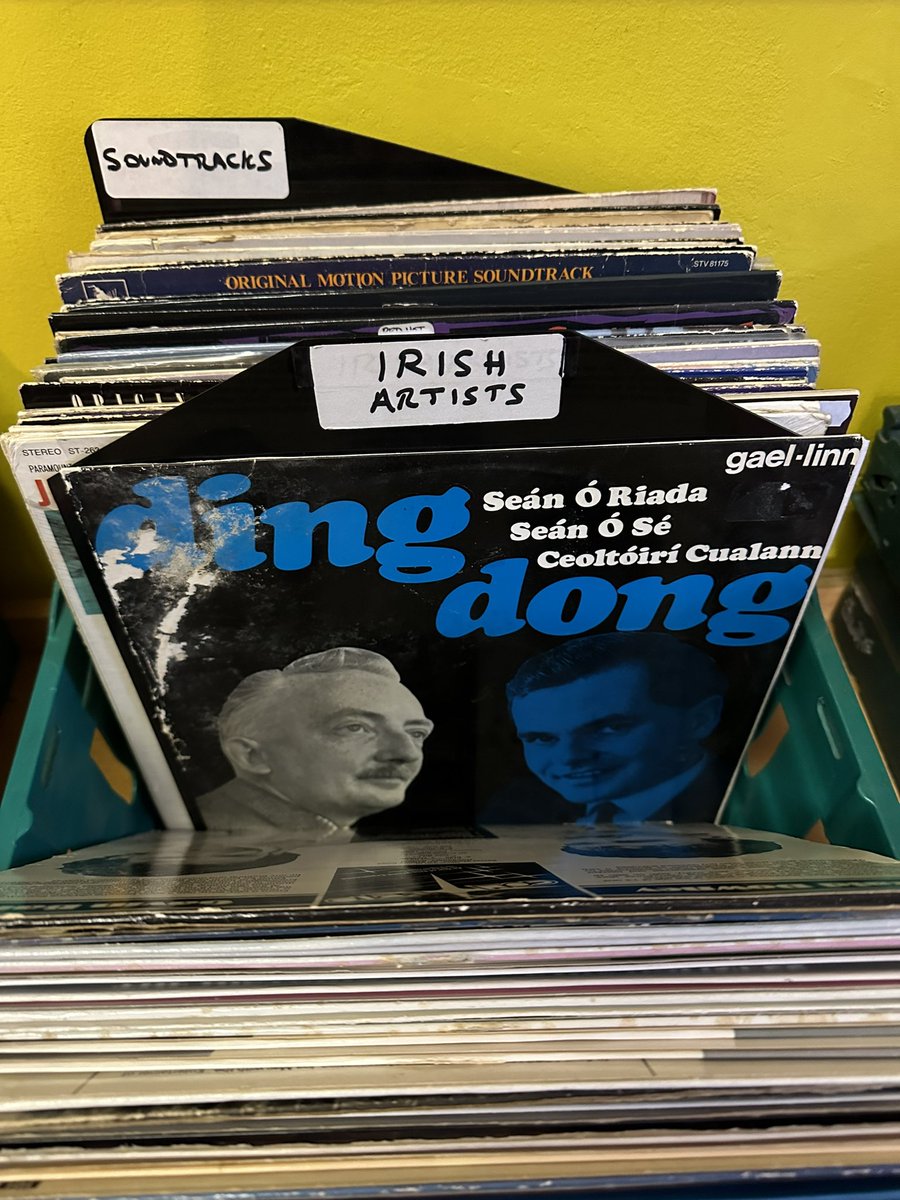 SOUNDTRACKS
ORIGINAL MOTION PICTURE SOUNDTRACK
STV 81175
IRISH
ARTISTS
STEREO
gael-linn
ding
dong
Seán Ó Riada
Seán Ó Sé
Ceoltóirí Cualann